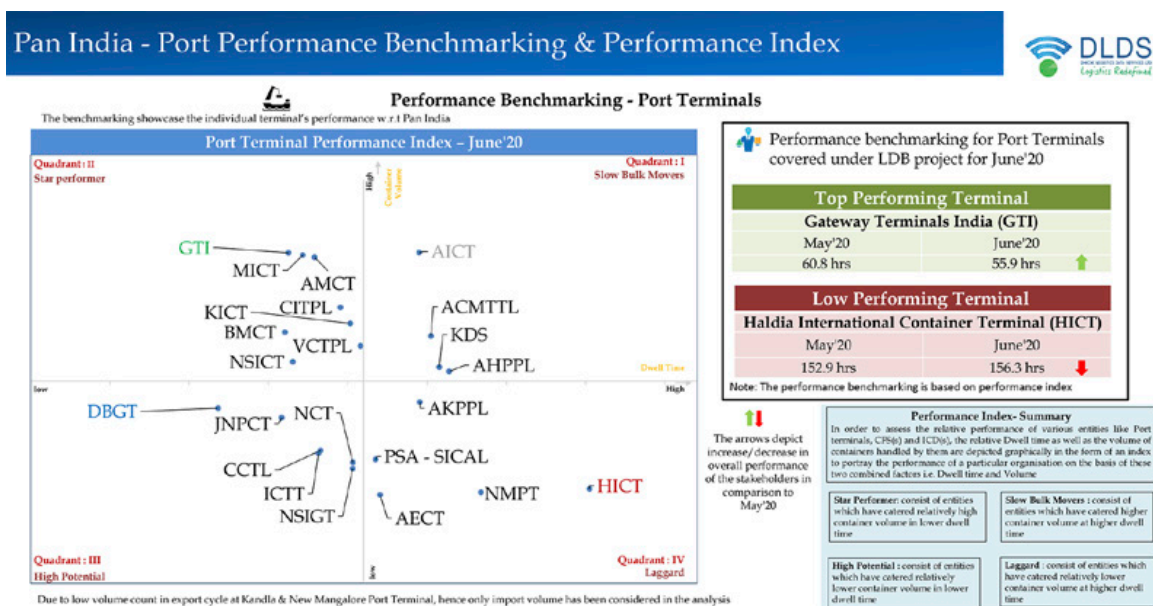 Pan India - Port Performance Benchmarking & Performance Index
DLDS
Logistics Redefined
Performance Benchmarking - Port Terminals
The benchmarking showcase the individual terminal's performance w.r.t Pan India
Port Terminal Performance Index – June'20
Quadrant : II
Star performer
High
Container
Volume
Quadrant : I
Slow Bulk Movers
GTI
MICT
AMCT
AICT
KICT
CITPL
ACMTTL
BMCT
KDS
NSICT
VCTPL
AHPPL
Dwell Time
low
High
DBGT
JNPCT
NCT
AKPPL
CCTL
PSA - SICAL
ICTT
NMPT
HICT
NSIGT
AECT
Quadrant : III
High Potential
low
Quadrant : IV
Laggard
Due to low volume count in export cycle at Kandla & New Mangalore Port Terminal, hence only import volume has been considered in the analysis
Performance benchmarking for Port Terminals
covered under LDB project for June'20
Top Performing Terminal
Gateway Terminals India (GTI)
May'20 June'20
60.8 hrs 55.9 hrs
Low Performing Terminal
Haldia International Container Terminal (HICT)
May'20 June'20
152.9 hrs 156.3 hrs
Note: The performance benchmarking is based on performance index
The arrows depict
increase/decrease in
overall performance
of the stakeholders in
comparison to
May'20
Performance Index- Summary
In order to assess the relative performance of various entities like Port
terminals, CFS(s) and ICD(s), the relative Dwell time as well as the volume of
containers handled by them are depicted graphically in the form of an index
to portray the performance of a particular organisation on the basis of these
two combined factors i.e. Dwell time and Volume
Star Performer: consist of entities
which have catered relatively high
container volume in lower dwell
time
Slow Bulk Movers : consist of
entities which have catered higher
container volume at higher dwell
time
High Potential : consist of entities
which have catered relatively
lower container volume in lower
dwell time
Laggard : consist of entities which
have catered relatively lower
container volume at higher dwell
time